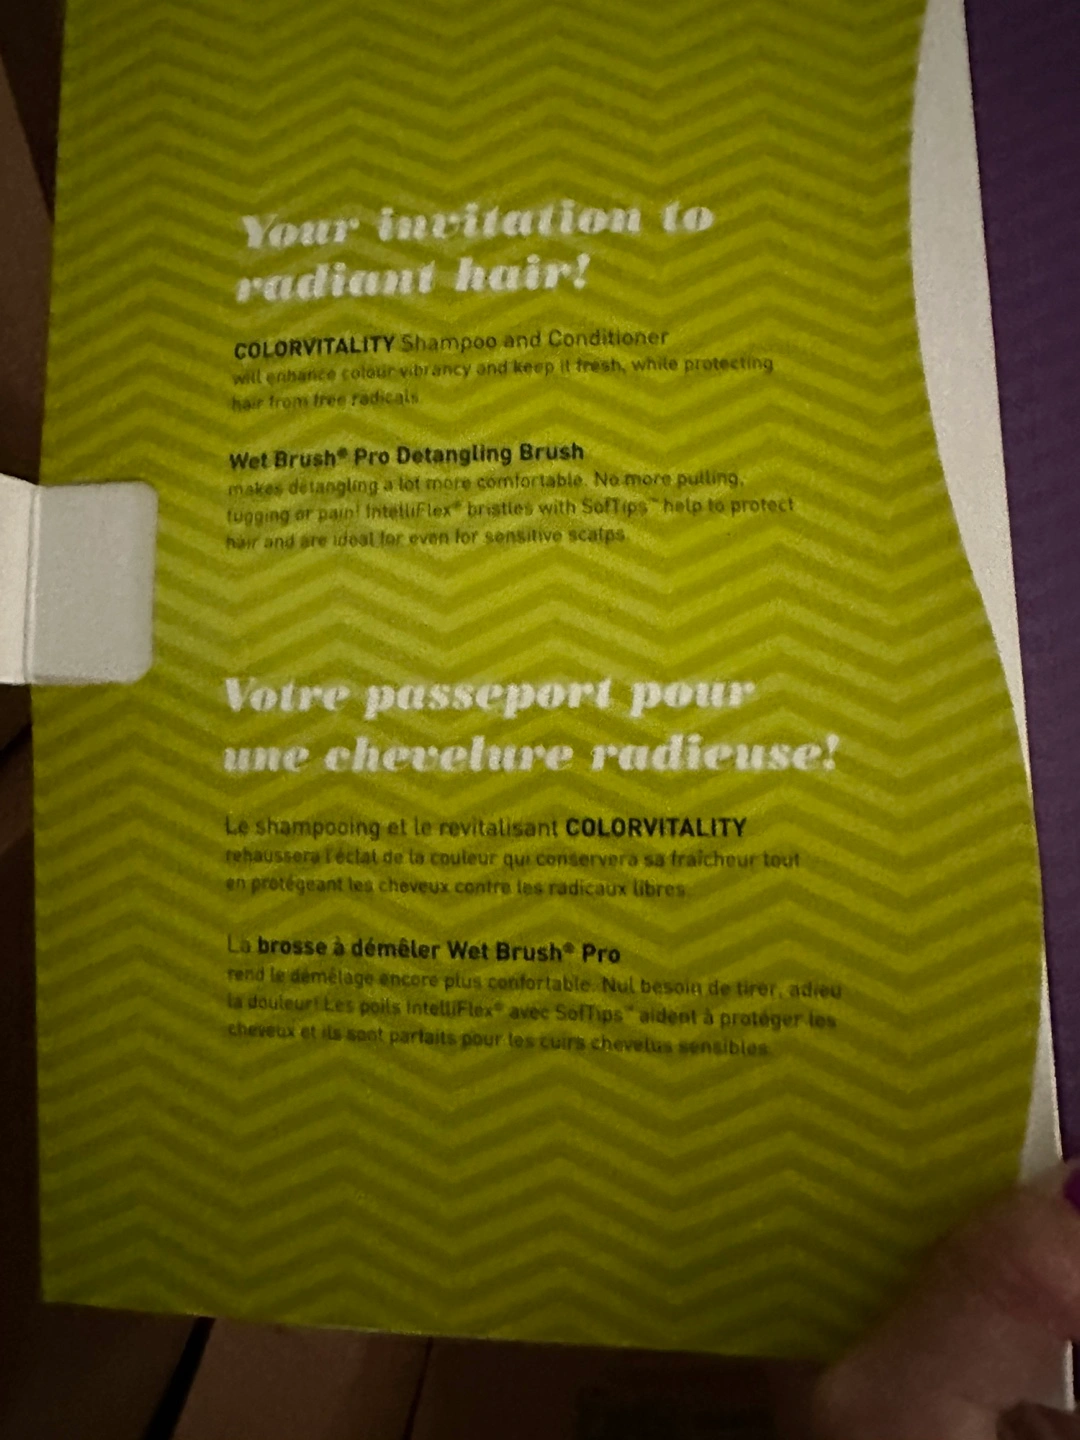 Your invitation to
radiant hair!
COLORVITALITY Shampoo and Conditioner
will enhance colour vibrancy and keep it fresh, while protecting
hair from free radicals.
Wet Brush® Pro Detangling Brush
makes detangling a lot more comfortable. No more pulling,
tugging or pain! IntelliFlex® bristles with SofTips™ help to protect
hair and are ideal for even for sensitive scalps.
Votre passeport pour
une chevelure radieuse!
Le shampooing et le revitalisant COLORVITALITY
rehaussera l'éclat de la couleur qui conservera sa fraîcheur tout
en protégeant les cheveux contre les radicaux libres.
La brosse à démêler Wet Brush® Pro
rend le démêlage encore plus confortable. Nul besoin de tirer, adieu
la douleur! Les poils IntelliFlex® avec SofTips™ aident à protéger les
cheveux et ils sont parfaits pour les cuirs chevelus sensibles.